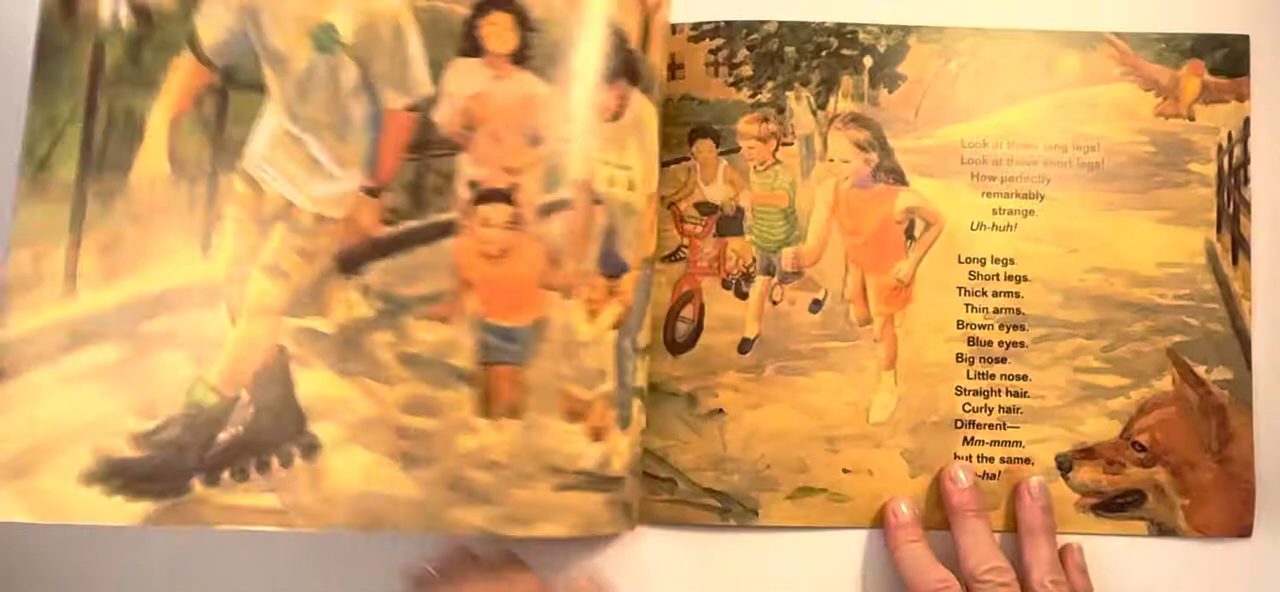 Look at those long legs!
Look at those short legs!
How perfectly
remarkably
strange.
Uh-huh!
Long legs.
Short legs.
Thick arms.
Thin arms.
Brown eyes.
Blue eyes.
Big nose.
Little nose.
Straight hair.
Curly hair.
Different—
Mm-mmm,
but the same,
-ha!